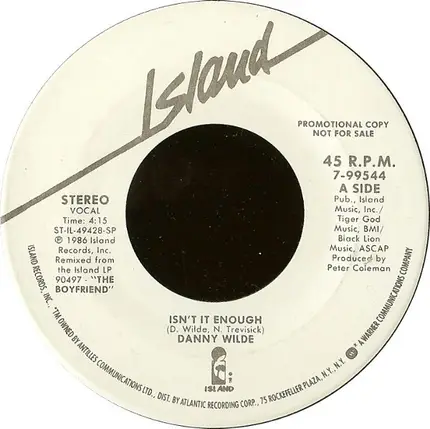 Island
PROMOTIONAL COPY
NOT FOR SALE
STEREO
VOCAL
Time: 4:15
ST-IL-49428-SP
℗ 1986 Island
Records, Inc.
Remixed from
the Island LP
90497 - "THE
BOYFRIEND"
45 R.P.M.
7-99544
A SIDE
Pub., Island
Music, Inc./
Tiger God
Music, BMI/
Black Lion
Music, ASCAP
Produced by
Peter Coleman
ISN'T IT ENOUGH
(D. Wilde, N. Trevisick)
DANNY WILDE
ISLAND
ISLAND RECORDS, INC., *TM OWNED BY ANTILLES COMMUNICATIONS LTD., DIST. BY ATLANTIC RECORDING CORP., 75 ROCKEFELLER PLAZA, N.Y., N.Y. A WARNER COMMUNICATIONS COMPANY